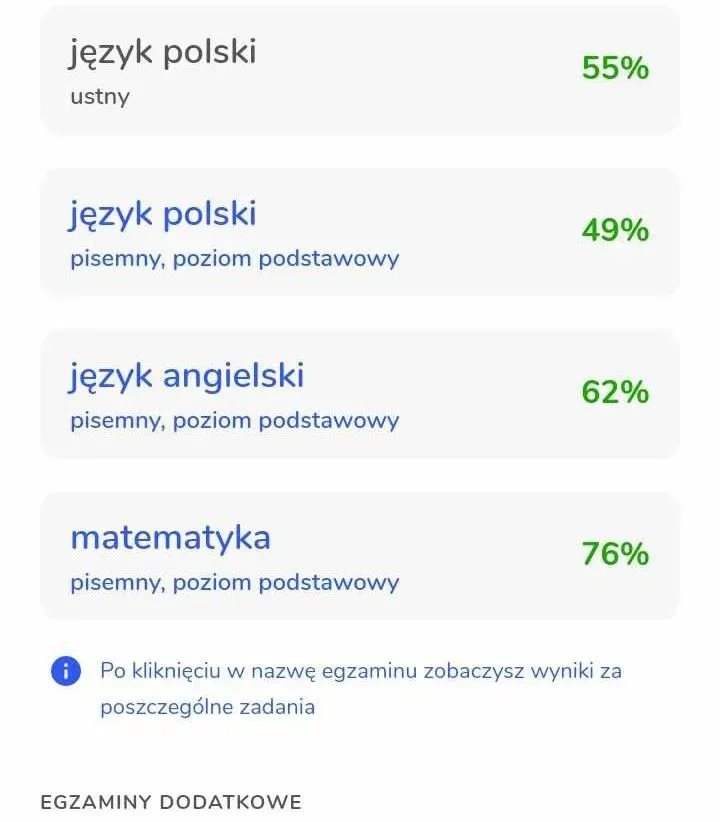 język polski
55%
ustny
język polski
49%
pisemny, poziom podstawowy
język angielski
62%
pisemny, poziom podstawowy
matematyka
76%
pisemny, poziom podstawowy
Po kliknięciu w nazwę egzaminu zobaczysz wyniki za
poszczególne zadania
EGZAMINY DODATKOWE